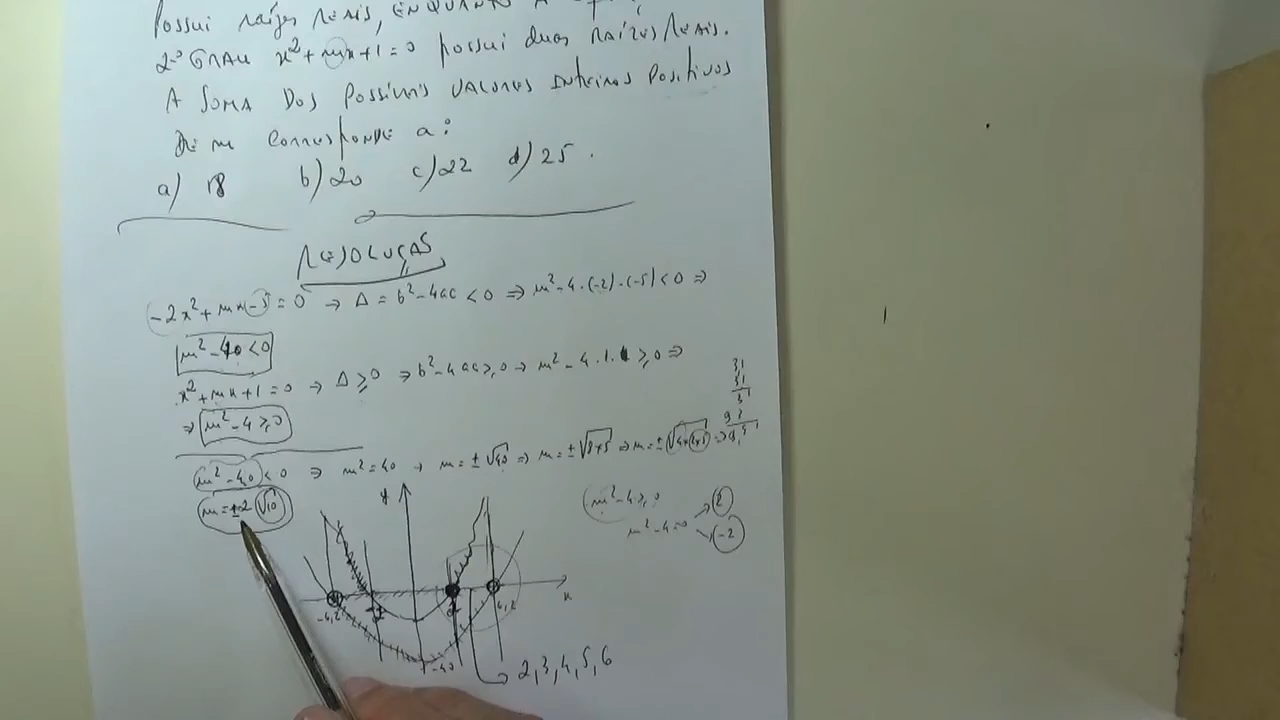 Possui raízes reais, ENQUANTO A
2º GRAU x²+mx+1=0 possui duas RAÍZES reais.
A SOMA DOS POSSÍVEIS VALORES INTEIROS POSITIVOS
DE m corresponde a:
a) 18 b) 20 c) 22 d) 25.
RESOLUÇÃO
-2x²+mx-5=0 → Δ = b²-4ac < 0 ⇒ m²-4·(-2)·(-5) < 0 ⇒
m²-40<0
x²+mx+1=0 → Δ ≥ 0 ⇒ b²-4ac ≥ 0 → m²-4.1.1 ≥ 0 ⇒
⇒ m²-4 ≥ 0
m²-40 < 0 ⇒ m²=40 → m=±√40 ⇒ m=±√8×5 ⇒
m=±2√10
y
m²-4 ≥ 0
m²-4=0 2
-2
x
-40
2, 3, 4, 5, 6